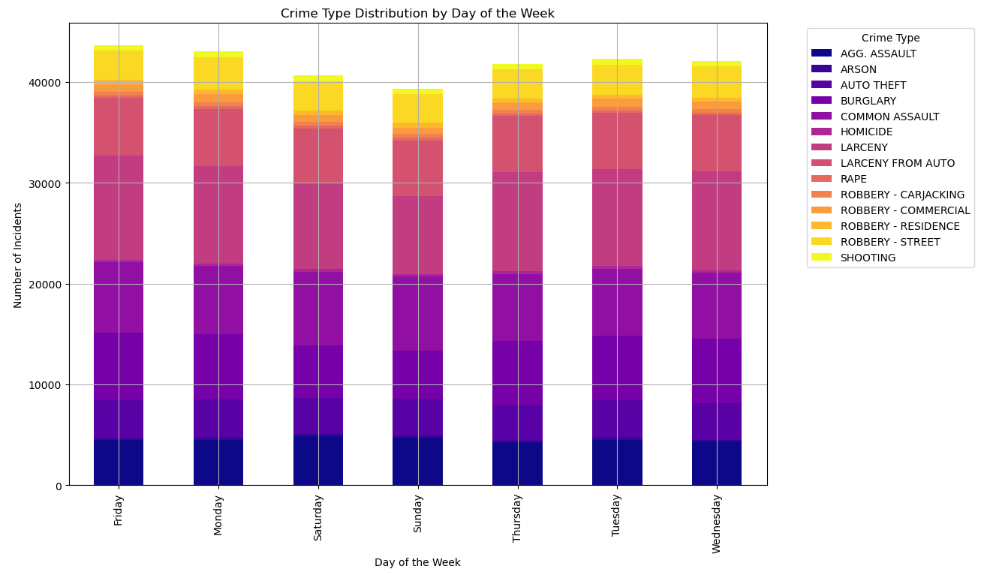 Crime Type Distribution by Day of the Week
Number of Incidents
40000
30000
20000
10000
0
Friday
Monday
Saturday
Sunday
Thursday
Tuesday
Wednesday
Day of the Week
Crime Type
AGG. ASSAULT
ARSON
AUTO THEFT
BURGLARY
COMMON ASSAULT
HOMICIDE
LARCENY
LARCENY FROM AUTO
RAPE
ROBBERY - CARJACKING
ROBBERY - COMMERCIAL
ROBBERY - RESIDENCE
ROBBERY - STREET
SHOOTING